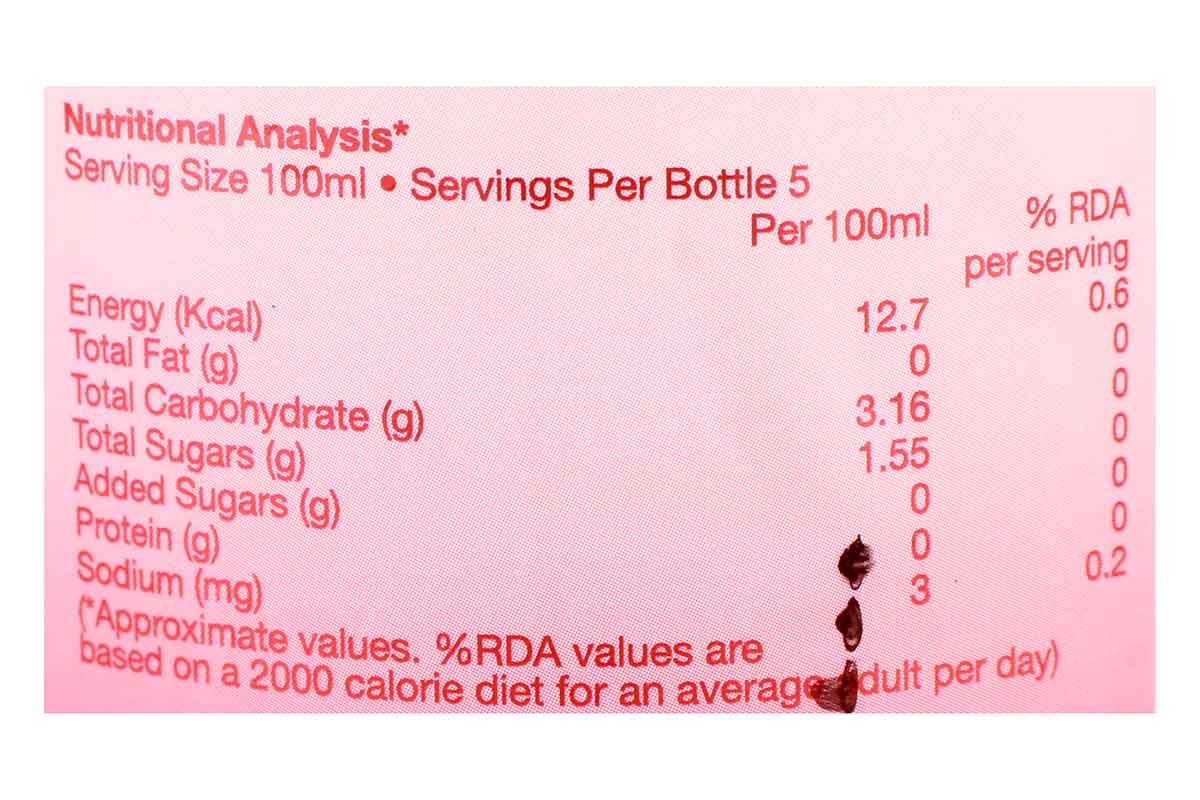 Nutritional Analysis*
Serving Size 100ml • Servings Per Bottle 5
Per 100ml % RDA per serving
Energy (Kcal) 12.7 0.6
Total Fat (g) 0 0
Total Carbohydrate (g) 3.16 0
Total Sugars (g) 1.55 0
Added Sugars (g) 0 0
Protein (g) 0 0
Sodium (mg) 3 0.2
(*Approximate values. %RDA values are
based on a 2000 calorie diet for an average adult per day)